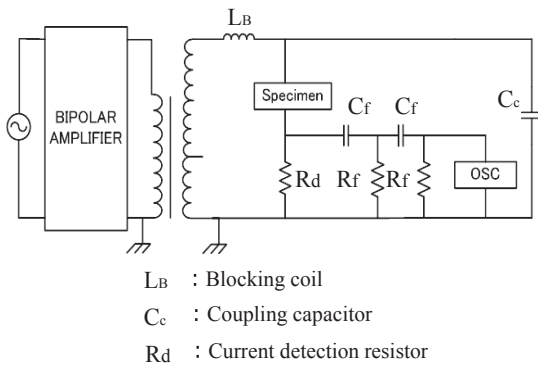 LB
Specimen
Cf Cf
Cc
BIPOLAR
AMPLIFIER
Rd Rf Rf
OSC
LB : Blocking coil
Cc : Coupling capacitor
Rd : Current detection resistor